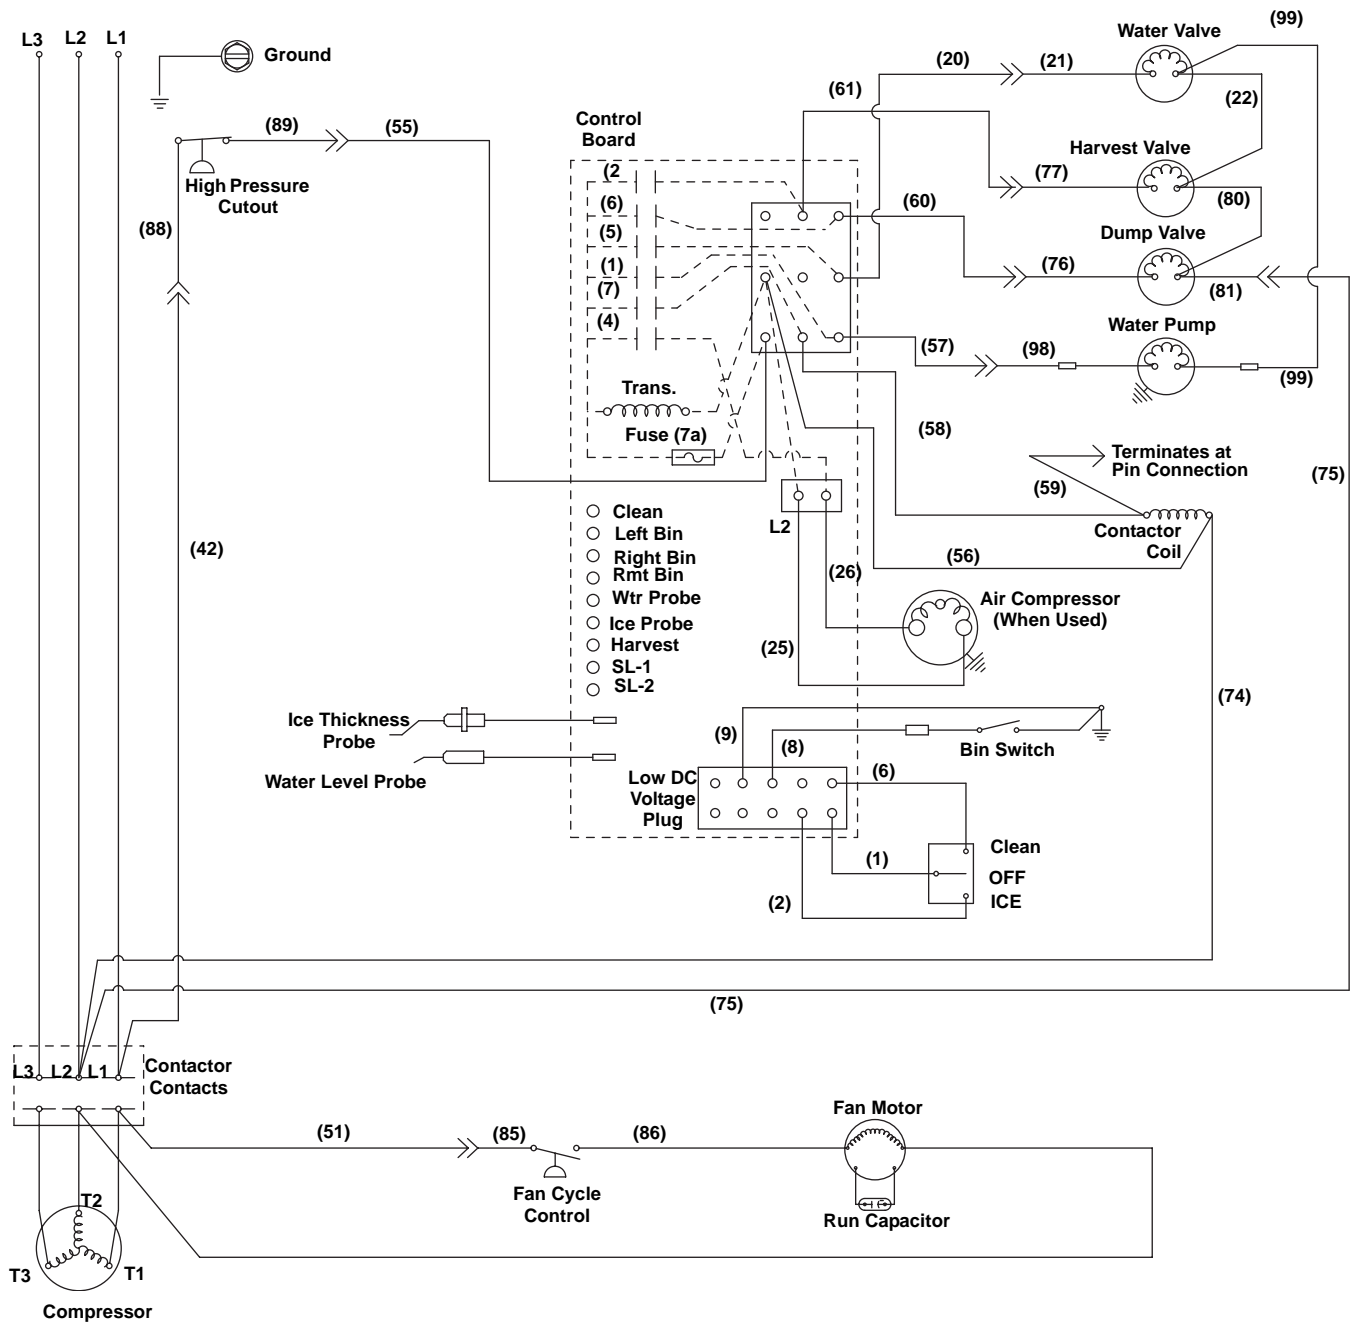 (99)
Water Valve
L3
L2
L1
Ground
(20)
(21)
(61)
(22)
Control
Board
(89)
(55)
Harvest Valve
(2
(77)
High Pressure
Cutout
(6)
(60)
(80)
(88)
(5)
Dump Valve
(1)
(76)
(81)
(7)
(4)
Water Pump
(57)
(98)
(99)
Trans.
Fuse (7a)
(58)
Terminates at
Pin Connection
(75)
(59)
Clean
L2
Contactor
Coil
Left Bin
(42)
Right Bin
(56)
Rmt Bin
(26)
Wtr Probe
Air Compressor
(When Used)
Ice Probe
Harvest
(25)
SL-1
SL-2
(74)
Ice Thickness
Probe
(9)
(8)
Bin Switch
Water Level Probe
Low DC
Voltage
Plug
(6)
Clean
(1)
OFF
(2)
ICE
(75)
L3
L2
L1
Contactor
Contacts
Fan Motor
(51)
(85)
(86)
Fan Cycle
Control
T2
Run Capacitor
T3
T1
Compressor